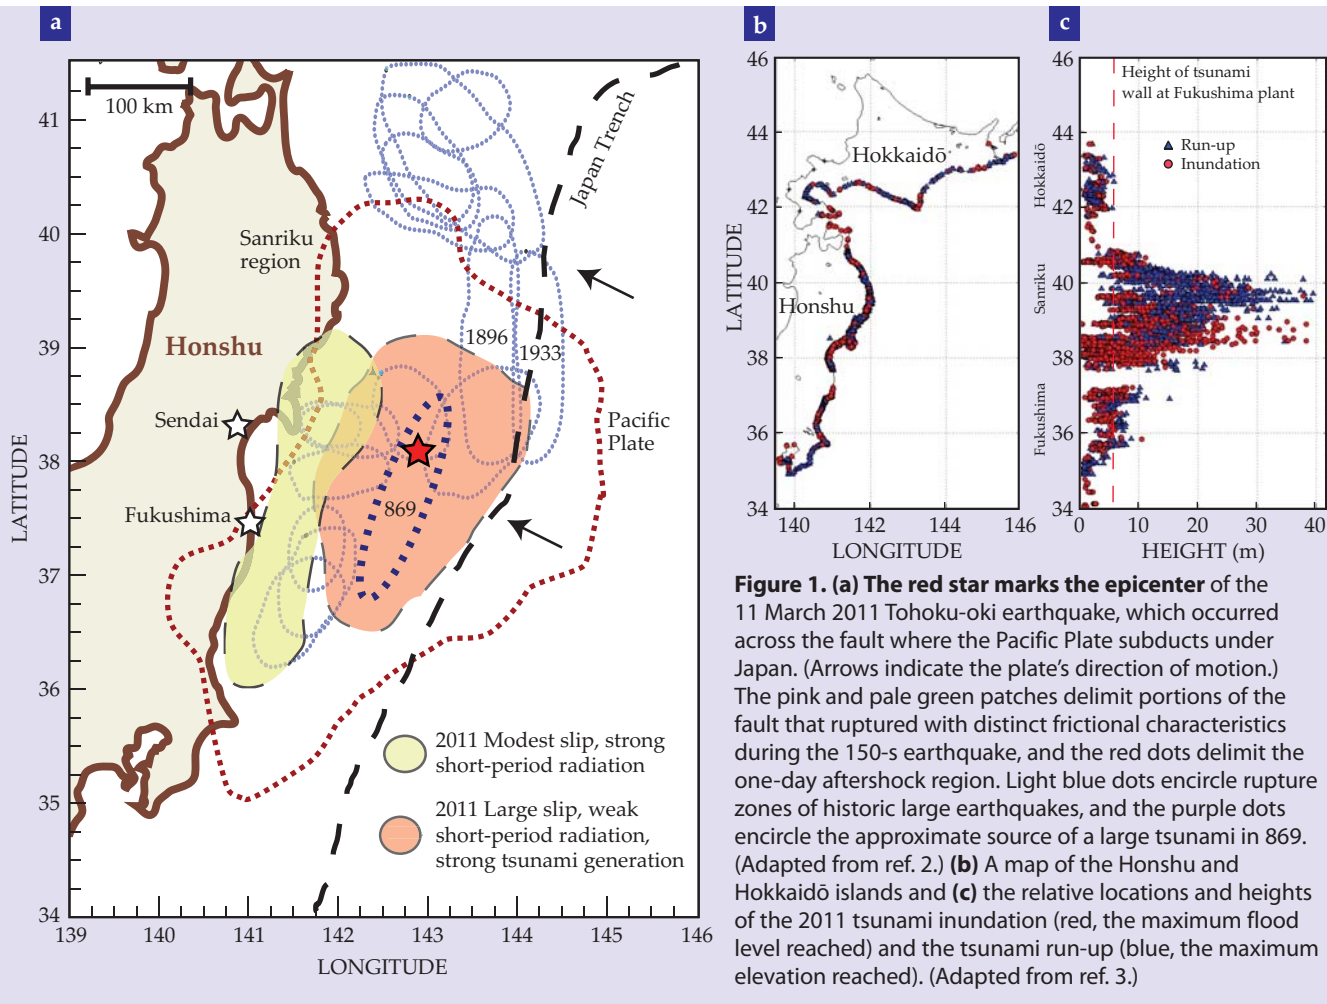 a
100 km
41
40
39
38
37
36
35
34
139
140
141
142
143
144
145
146
LATITUDE
LONGITUDE
Japan Trench
Sanriku
region
Honshu
1896
1933
Sendai
Pacific
Plate
869
Fukushima
2011 Modest slip, strong
short-period radiation
2011 Large slip, weak
short-period radiation,
strong tsunami generation
b
46
44
42
40
38
36
34
140
142
144
146
LATITUDE
LONGITUDE
Hokkaidō
Honshu
c
46
44
42
40
38
36
34
0
10
20
30
40
HEIGHT (m)
Hokkaidō
Sanriku
Fukushima
Height of tsunami
wall at Fukushima plant
Run-up
Inundation
Figure 1. (a) The red star marks the epicenter of the
11 March 2011 Tohoku-oki earthquake, which occurred
across the fault where the Pacific Plate subducts under
Japan. (Arrows indicate the plate's direction of motion.)
The pink and pale green patches delimit portions of the
fault that ruptured with distinct frictional characteristics
during the 150-s earthquake, and the red dots delimit the
one-day aftershock region. Light blue dots encircle rupture
zones of historic large earthquakes, and the purple dots
encircle the approximate source of a large tsunami in 869.
(Adapted from ref. 2.) (b) A map of the Honshu and
Hokkaidō islands and (c) the relative locations and heights
of the 2011 tsunami inundation (red, the maximum flood
level reached) and the tsunami run-up (blue, the maximum
elevation reached). (Adapted from ref. 3.)